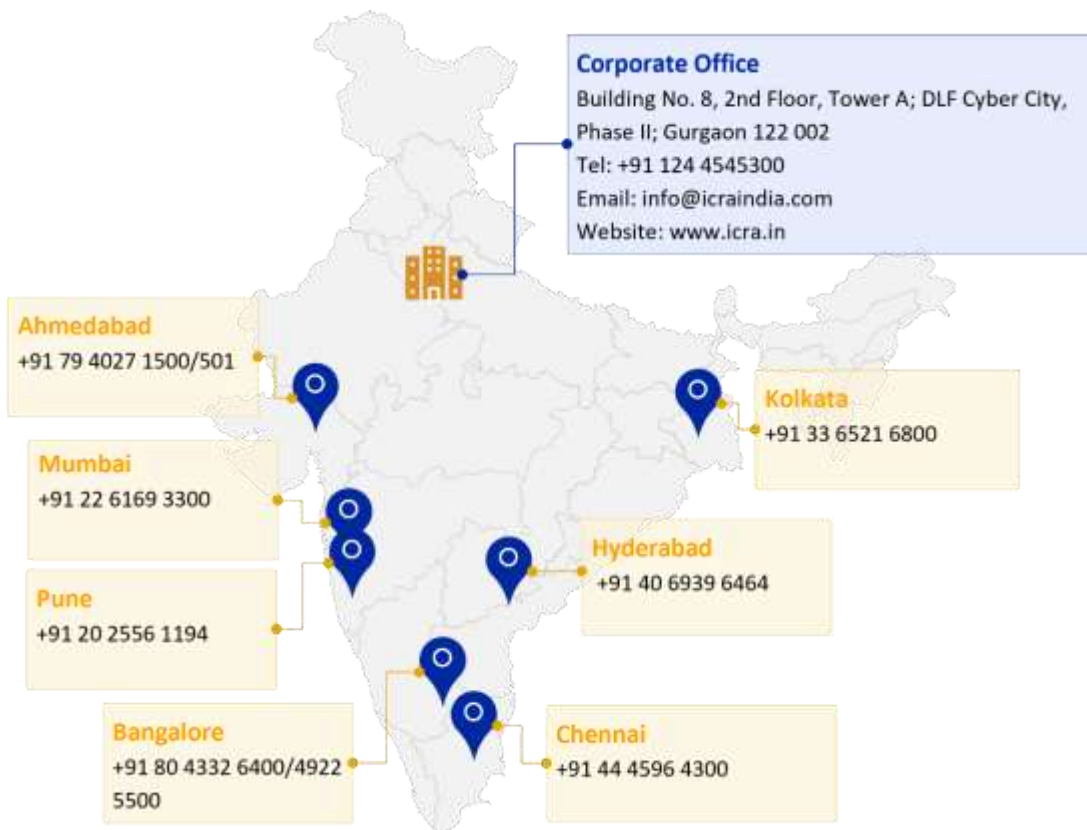 Corporate Office
Building No. 8, 2nd Floor, Tower A; DLF Cyber City,
Phase II; Gurgaon 122 002
Tel: +91 124 4545300
Email: info@icraindia.com
Website: www.icra.in
Ahmedabad
+91 79 4027 1500/501
Kolkata
+91 33 6521 6800
Mumbai
+91 22 6169 3300
Hyderabad
+91 40 6939 6464
Pune
+91 20 2556 1194
Bangalore
+91 80 4332 6400/4922
5500
Chennai
+91 44 4596 4300